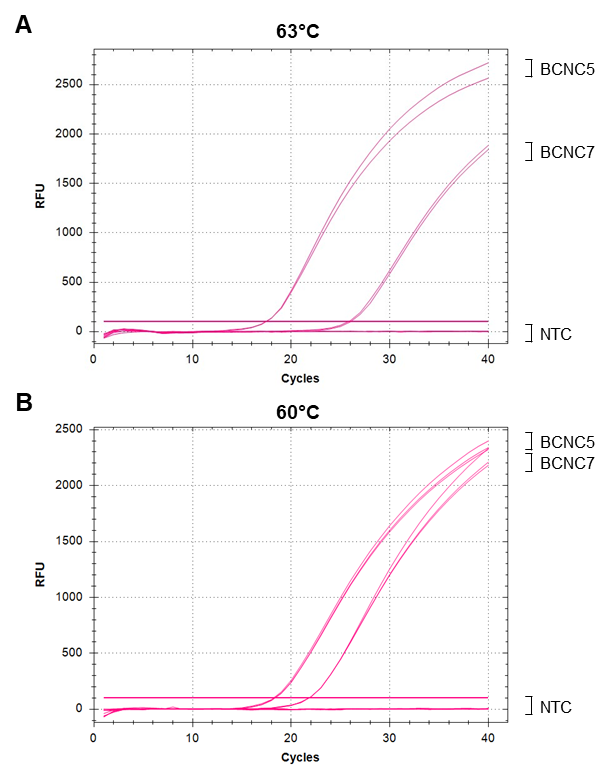 A
63°C
2500
2000
1500
1000
500
0
RFU
0 10 20 30 40
Cycles
BCNC5
BCNC7
NTC
B
60°C
2500
2000
1500
1000
500
0
RFU
0 10 20 30 40
Cycles
BCNC5
BCNC7
NTC